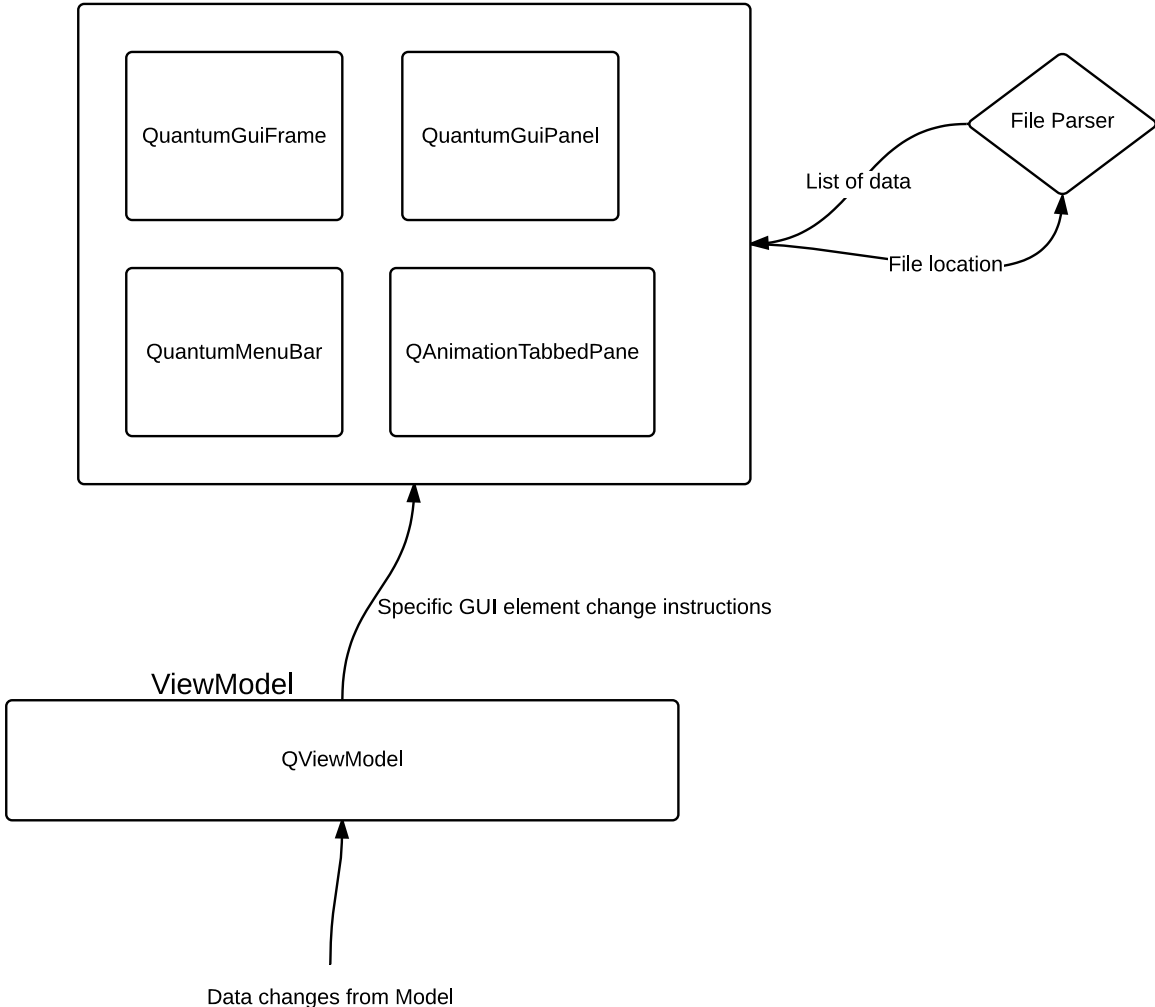 QuantumGuiFrame
QuantumGuiPanel
File Parser
List of data
File location
QuantumMenuBar
QAnimationTabbedPane
Specific GUI element change instructions
ViewModel
QViewModel
Data changes from Model